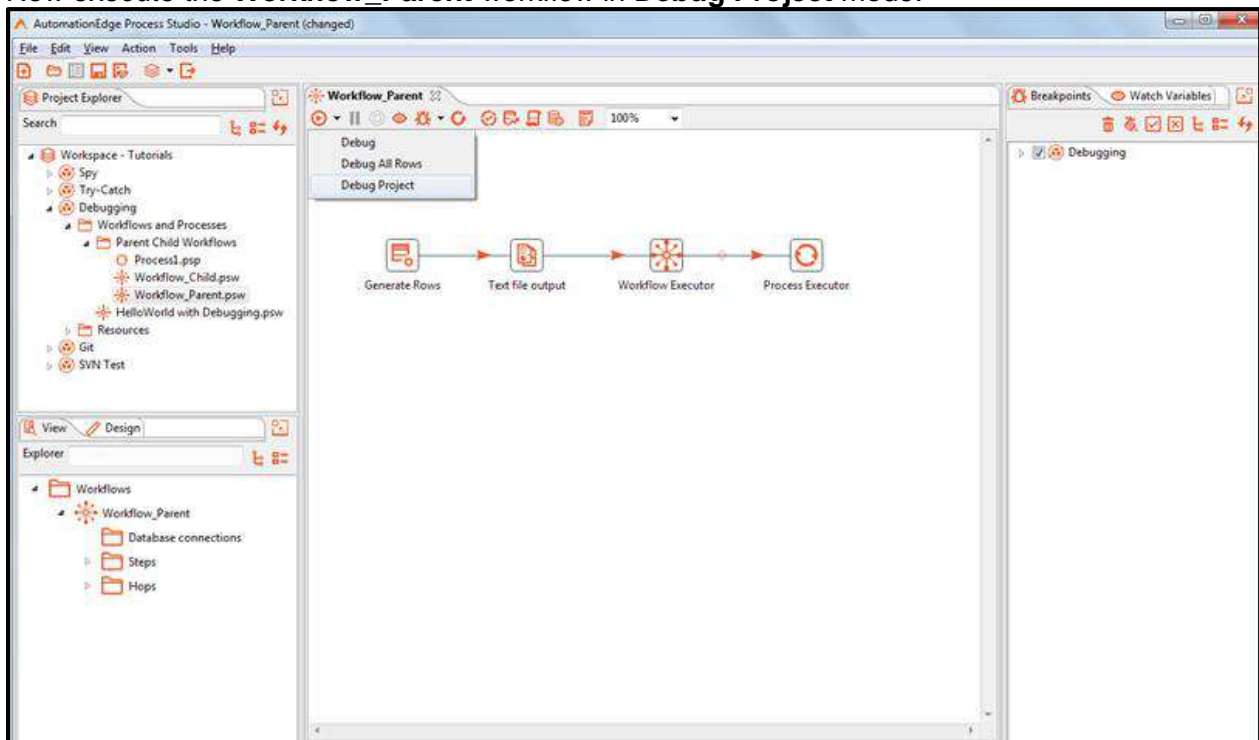 Now execute the Workflow_Parent workflow in Debug Project mode.
AutomationEdge Process Studio - Workflow_Parent (changed)
File Edit View Action Tools Help
Project Explorer
Search
Workspace - Tutorials
Spy
Try-Catch
Debugging
Workflows and Processes
Parent Child Workflows
Process1.psp
Workflow_Child.psw
Workflow_Parent.psw
HelloWorld with Debugging.psw
Resources
Git
SVN Test
View Design
Explorer
Workflows
Workflow_Parent
Database connections
Steps
Hops
Workflow_Parent
100%
Debug
Debug All Rows
Debug Project
Generate Rows Text file output Workflow Executor Process Executor
Breakpoints Watch Variables
Debugging